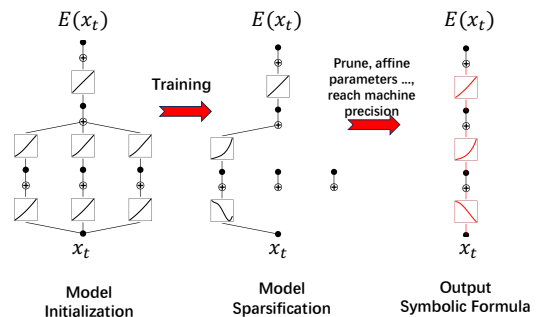 E(x_t)
E(x_t)
E(x_t)
Training
Prune, affine
parameters ...,
reach machine
precision
x_t
x_t
x_t
Model
Initialization
Model
Sparsification
Output
Symbolic Formula